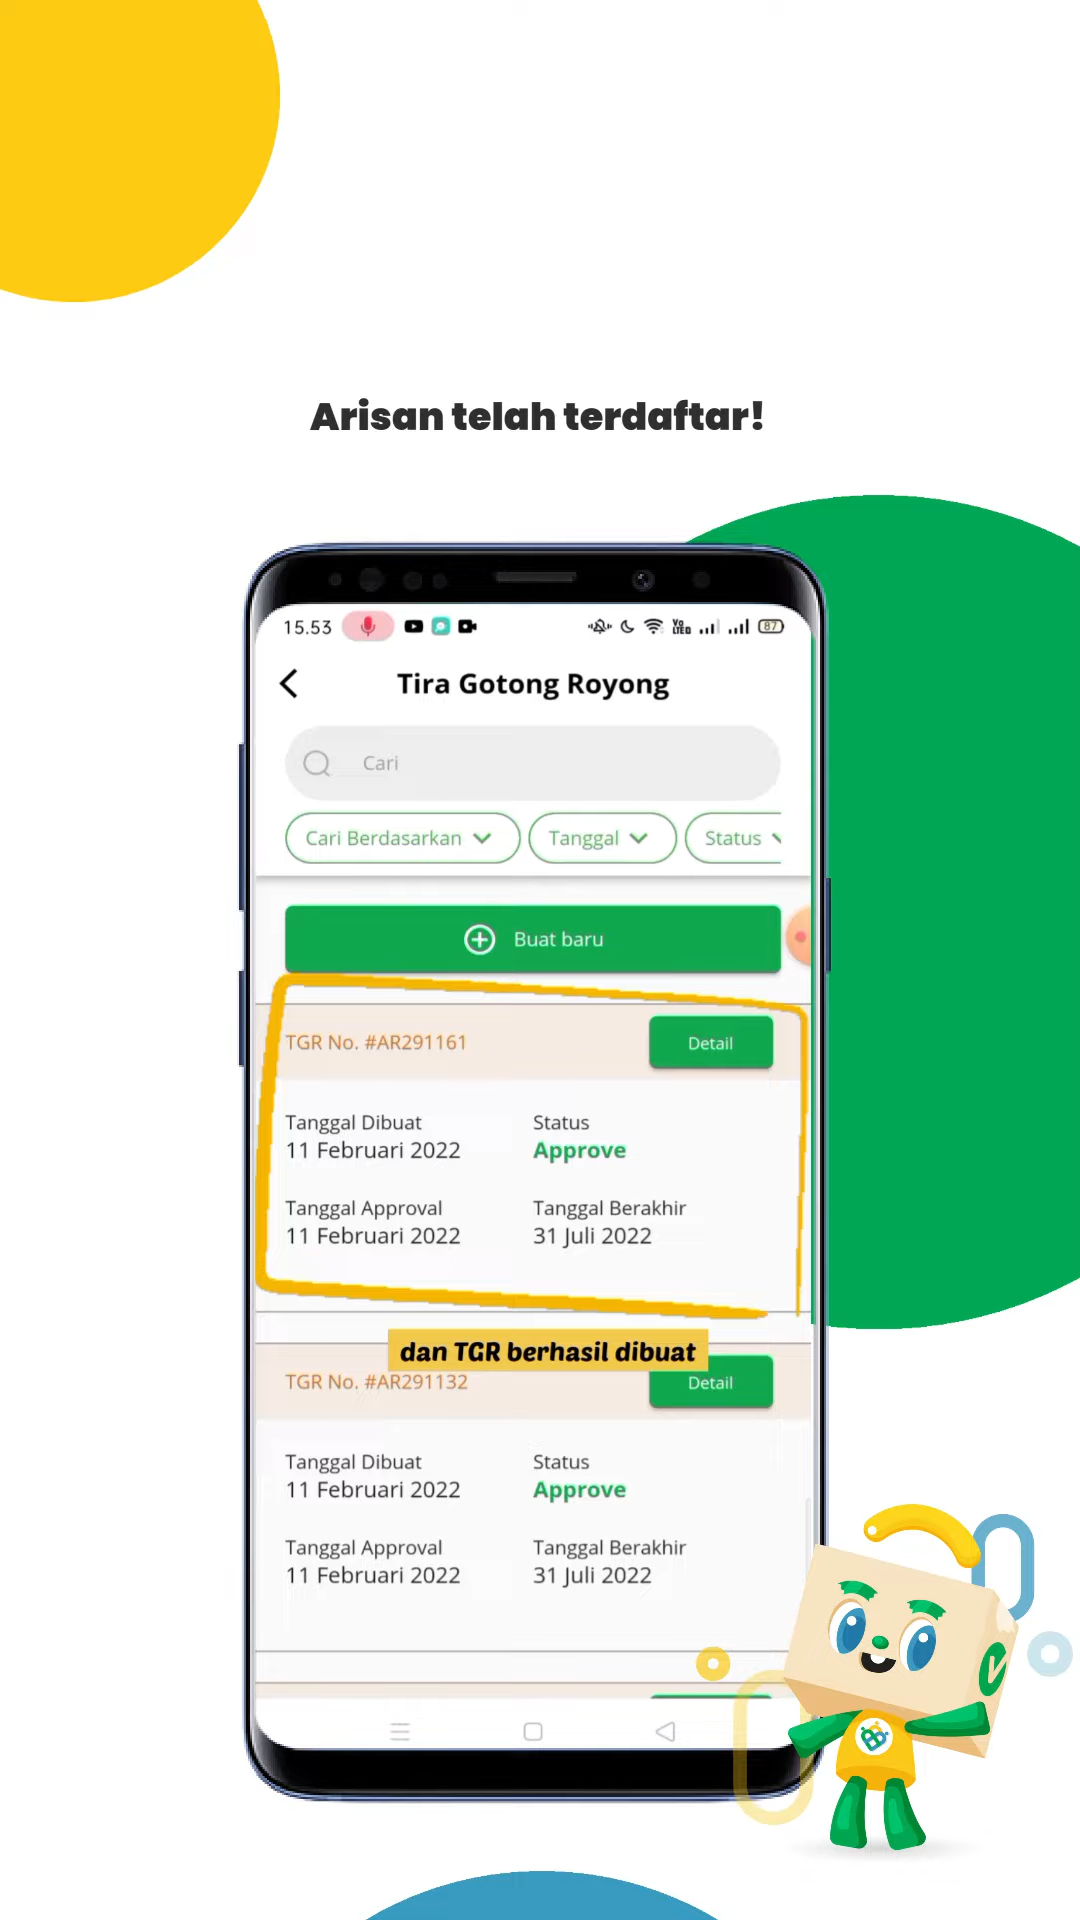 Arisan telah terdaftar!
15.53
VO LTE 87
Tira Gotong Royong
Cari
Cari Berdasarkan Tanggal Status
Buat baru
TGR No. #AR291161 Detail
Tanggal Dibuat Status
11 Februari 2022 Approve
Tanggal Approval Tanggal Berakhir
11 Februari 2022 31 Juli 2022
dan TGR berhasil dibuat
TGR No. #AR291132 Detail
Tanggal Dibuat Status
11 Februari 2022 Approve
Tanggal Approval Tanggal Berakhir
11 Februari 2022 31 Juli 2022